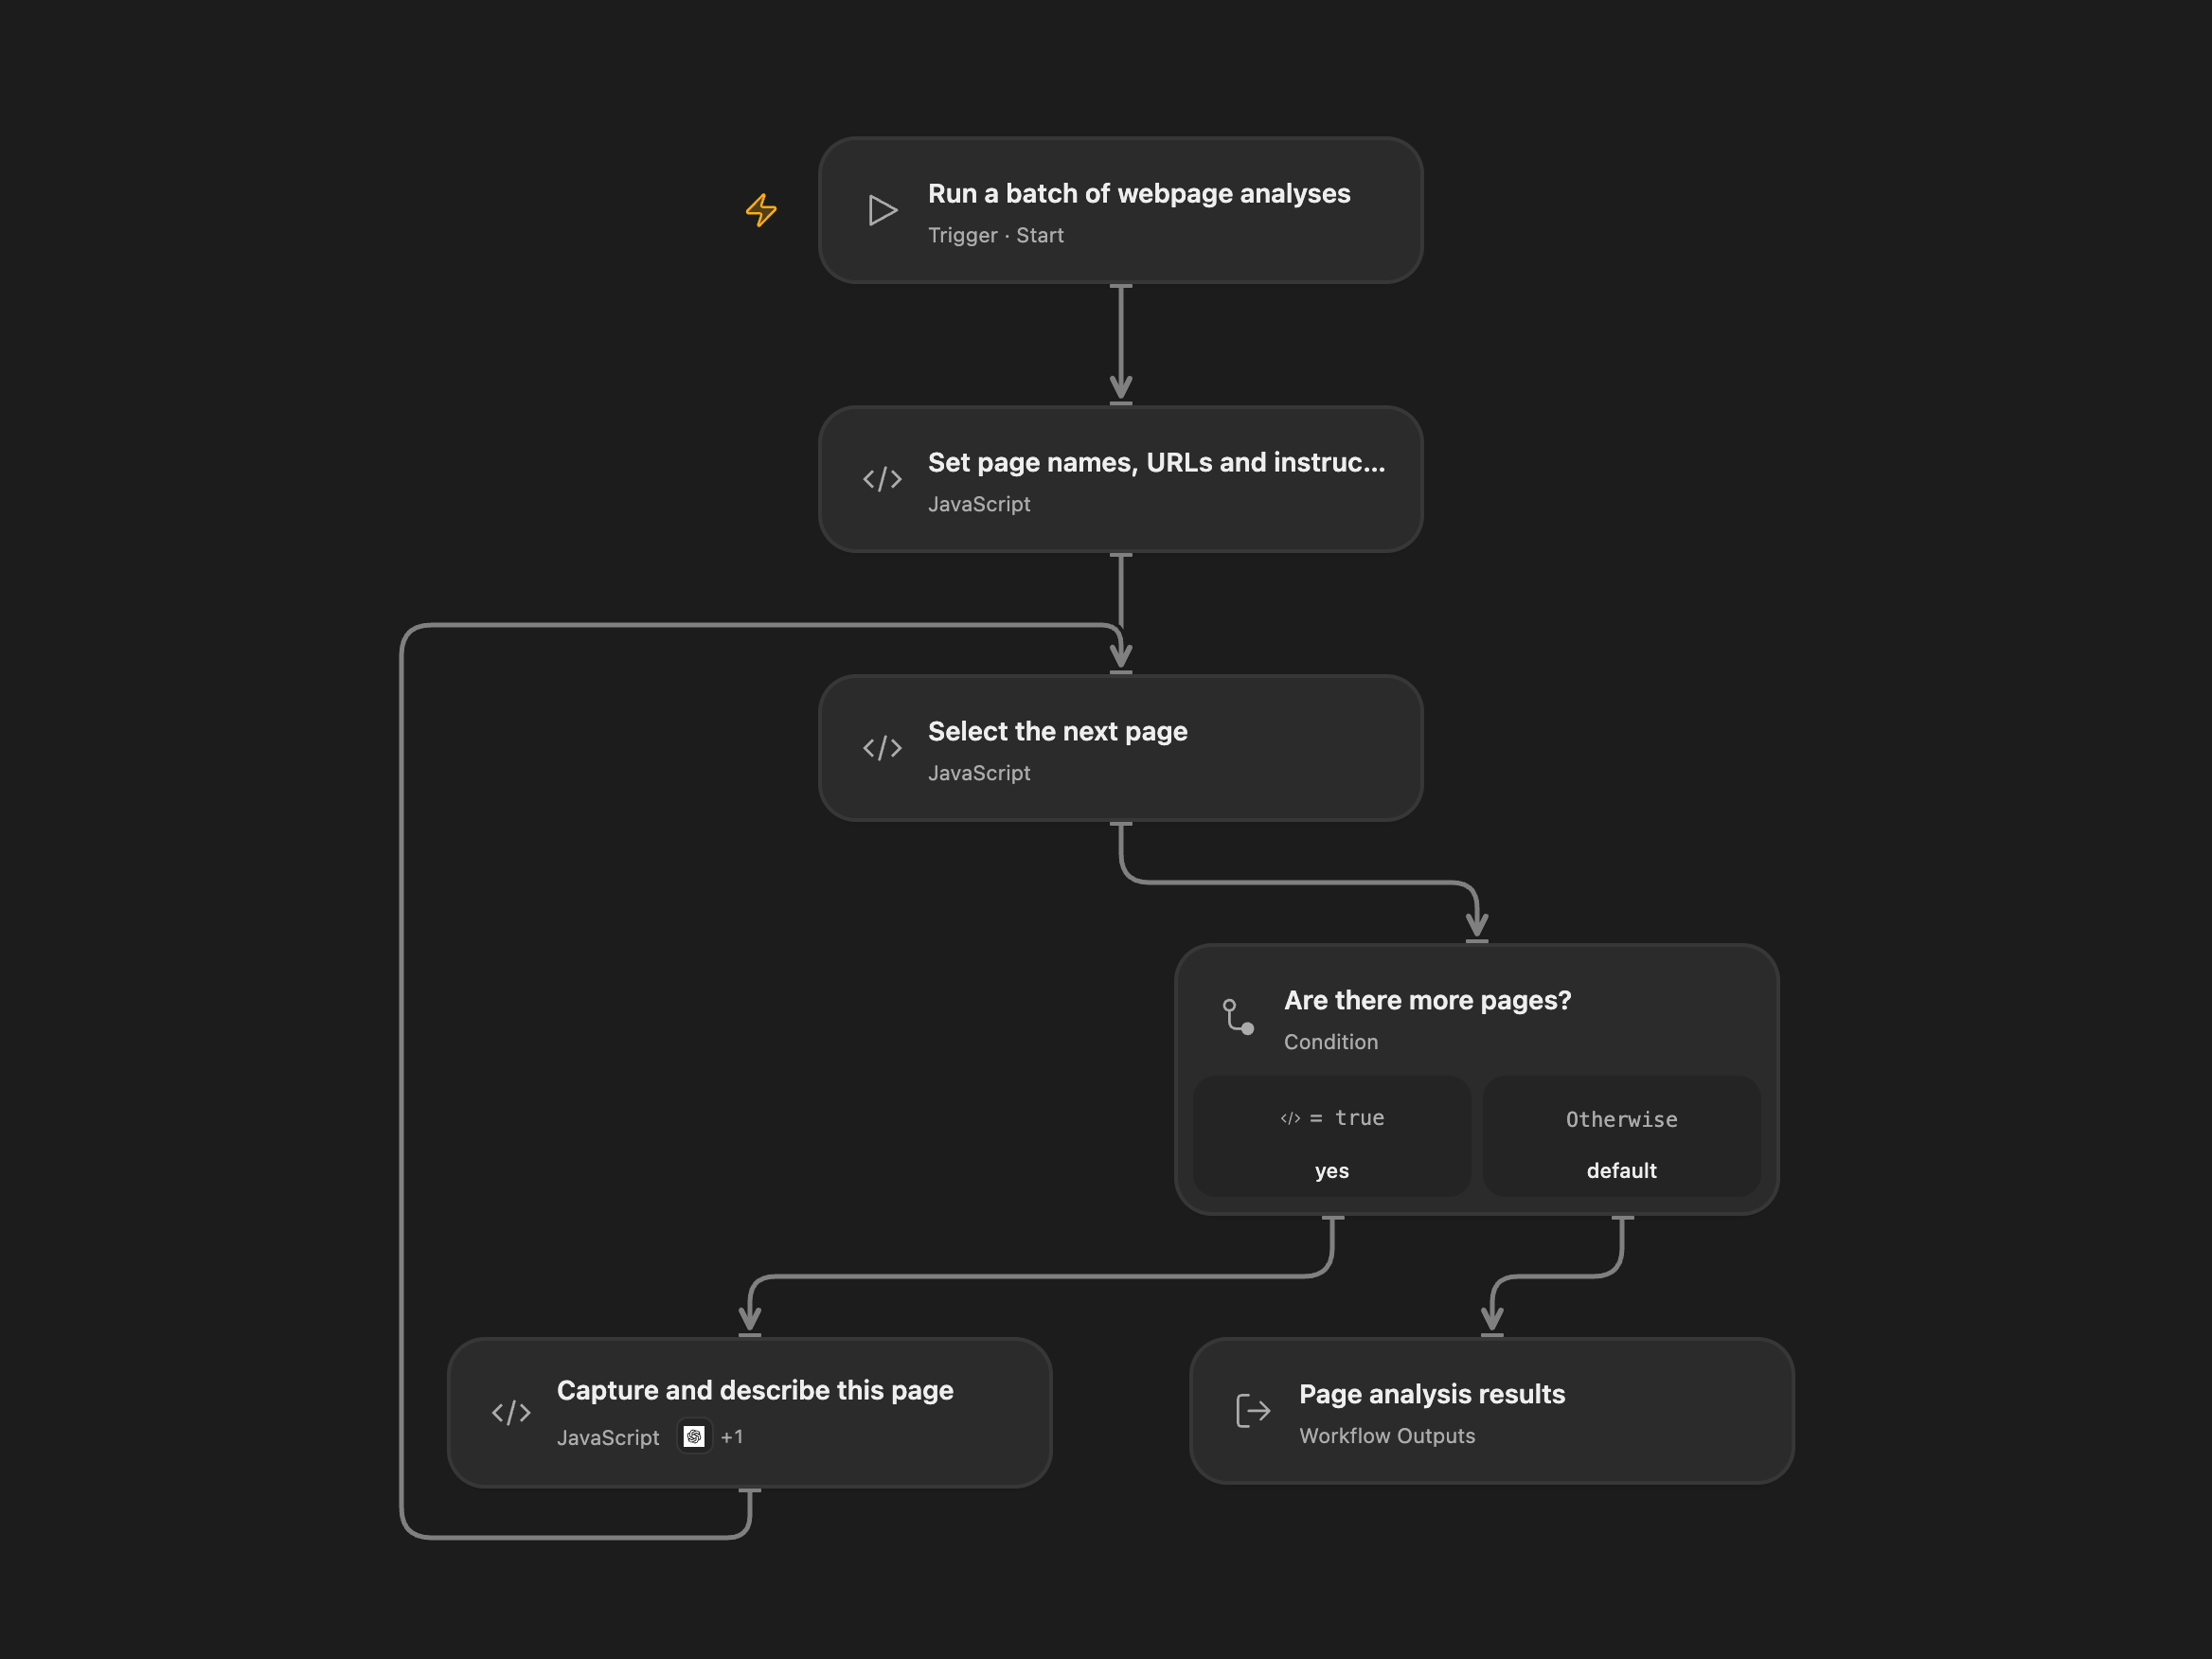 Run a batch of webpage analyses
Trigger · Start
Set page names, URLs and instruc...
JavaScript
Select the next page
JavaScript
Are there more pages?
Condition
</> = true
yes
Otherwise
default
Capture and describe this page
JavaScript +1
Page analysis results
Workflow Outputs